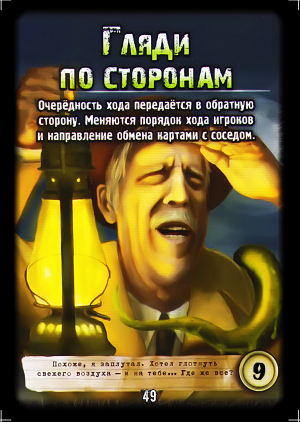 Гляди
по сторонам
Очерёдность хода передаётся в обратную
сторону. Меняются порядок хода игроков
и направление обмена картами с соседом.
Похоже, я заплутал. Хотел глотнуть
свежего воздуха — и на тебе... Где же все?
9
49